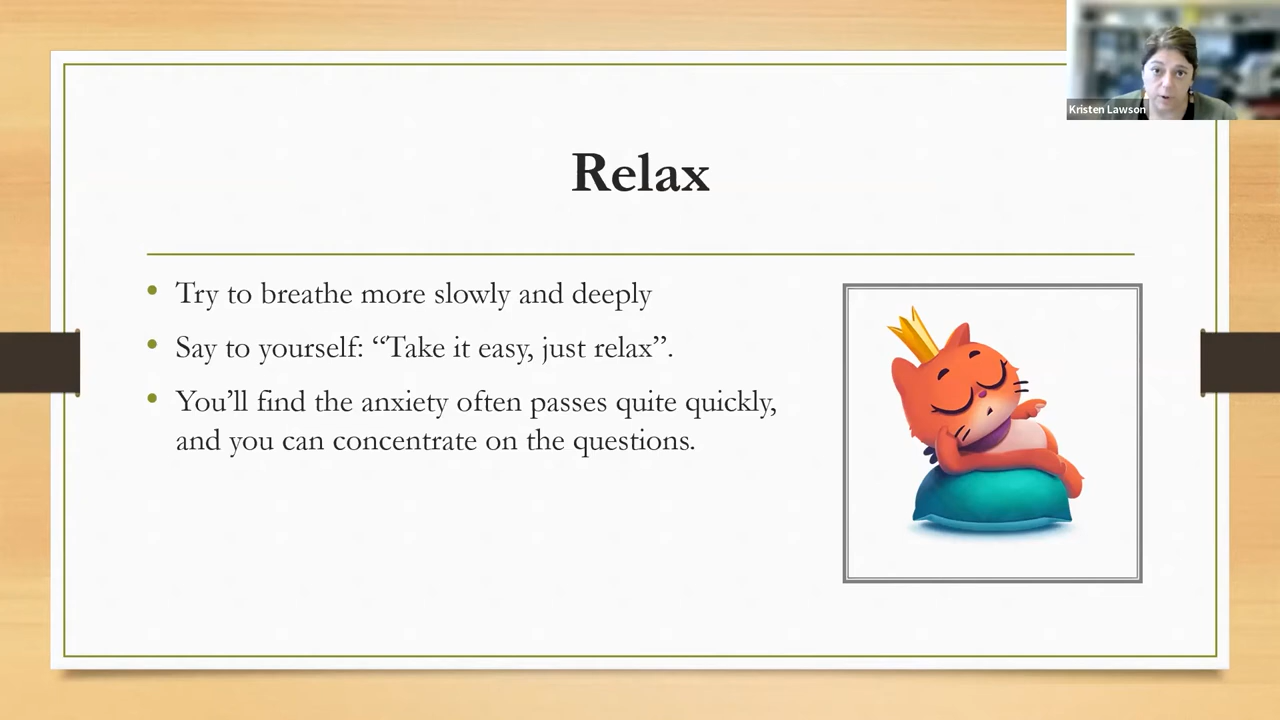 Kristen Lawson
Relax
• Try to breathe more slowly and deeply
• Say to yourself: “Take it easy, just relax”.
• You’ll find the anxiety often passes quite quickly,
and you can concentrate on the questions.